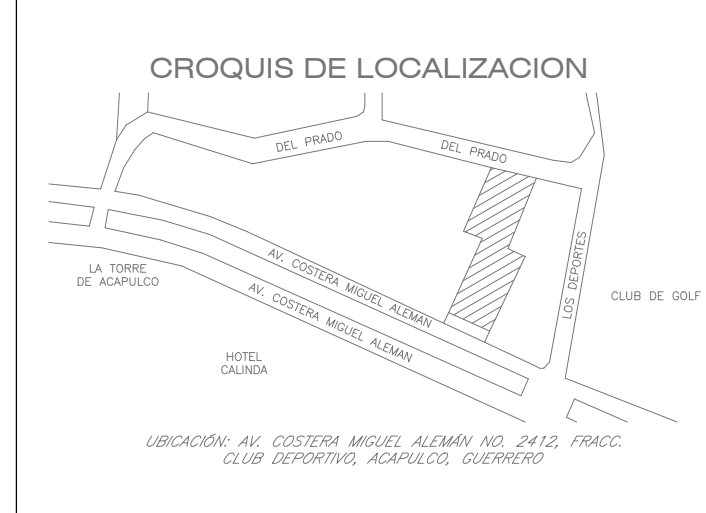 CROQUIS DE LOCALIZACION
DEL PRADO
DEL PRADO
AV. COSTERA MIGUEL ALEMAN
LOS DEPORTES
LA TORRE
DE ACAPULCO
AV. COSTERA MIGUEL ALEMAN
CLUB DE GOLF
HOTEL
CALINDA
UBICACIÓN: AV. COSTERA MIGUEL ALEMÁN NO. 2412, FRACC.
CLUB DEPORTIVO, ACAPULCO, GUERRERO